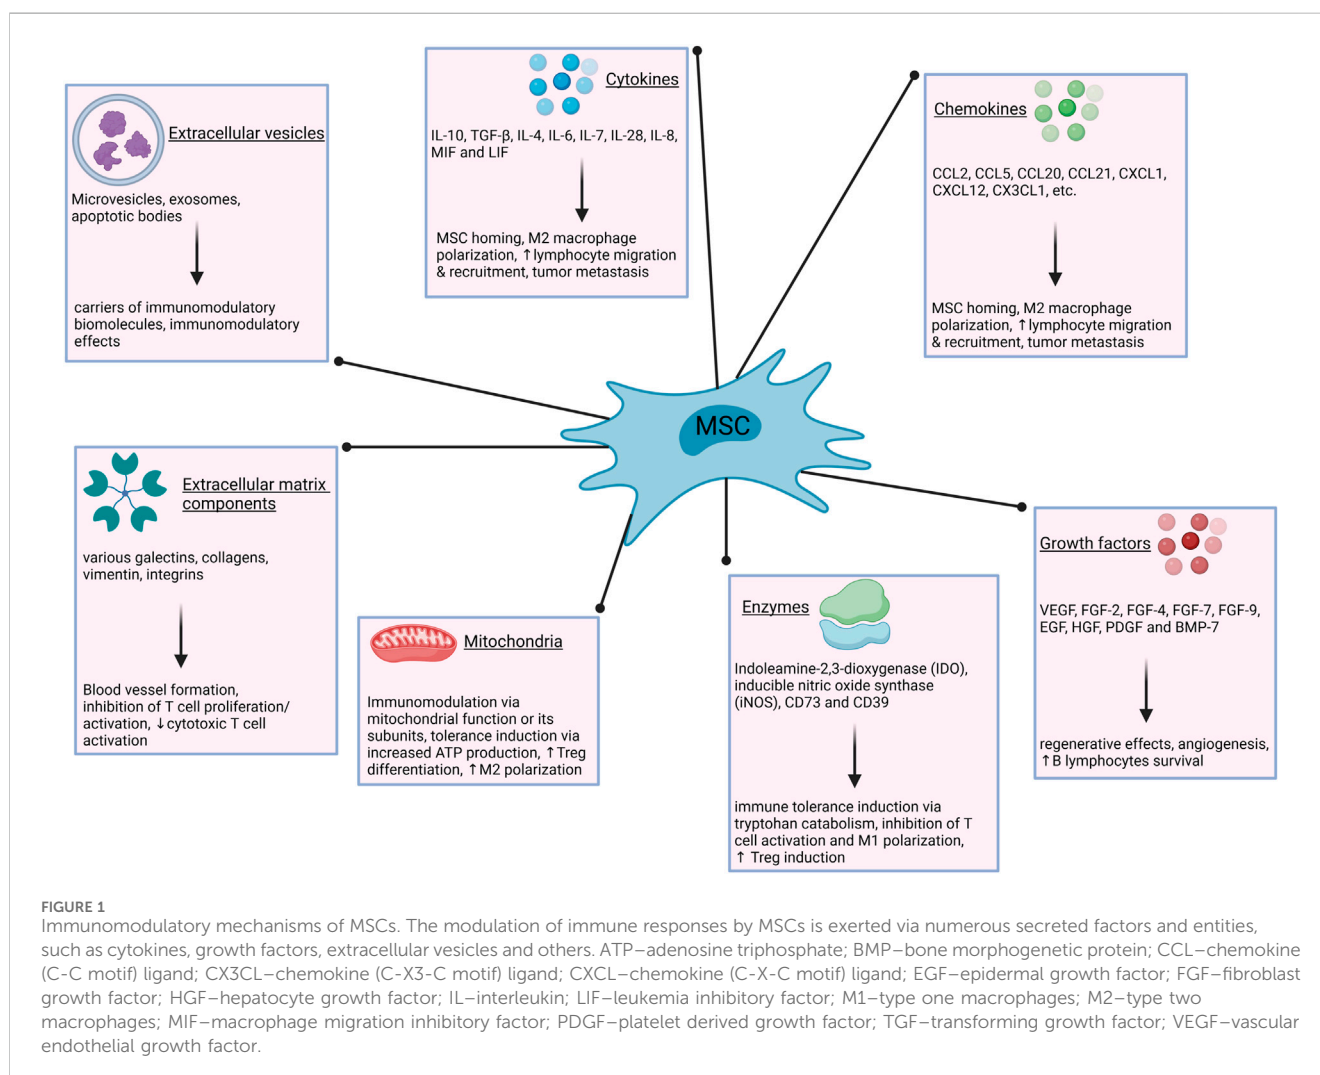 Extracellular vesicles
Microvesicles, exosomes,
apoptotic bodies
carriers of immunomodulatory
biomolecules, immunomodulatory
effects
Cytokines
IL-10, TGF-β, IL-4, IL-6, IL-7, IL-28, IL-8,
MIF and LIF
MSC homing, M2 macrophage
polarization, ↑lymphocyte migration
& recruitment, tumor metastasis
Chemokines
CCL2, CCL5, CCL20, CCL21, CXCL1,
CXCL12, CX3CL1, etc.
MSC homing, M2 macrophage
polarization, ↑lymphocyte migration
& recruitment, tumor metastasis
MSC
Extracellular matrix
components
various galectins, collagens,
vimentin, integrins
Blood vessel formation,
inhibition of T cell proliferation/
activation, ↓cytotoxic T cell
activation
Mitochondria
Immunomodulation via
mitochondrial function or its
subunits, tolerance induction via
increased ATP production, ↑Treg
differentiation, ↑M2 polarization
Enzymes
Indoleamine-2,3-dioxygenase (IDO),
inducible nitric oxide synthase
(iNOS), CD73 and CD39
immune tolerance induction via
tryptohan catabolism, inhibition of T
cell activation and M1 polarization,
↑ Treg induction
Growth factors
VEGF, FGF-2, FGF-4, FGF-7, FGF-9,
EGF, HGF, PDGF and BMP-7
regenerative effects, angiogenesis,
↑B lymphocytes survival
FIGURE 1
Immunomodulatory mechanisms of MSCs. The modulation of immune responses by MSCs is exerted via numerous secreted factors and entities,
such as cytokines, growth factors, extracellular vesicles and others. ATP–adenosine triphosphate; BMP–bone morphogenetic protein; CCL–chemokine
(C-C motif) ligand; CX3CL–chemokine (C-X3-C motif) ligand; CXCL–chemokine (C-X-C motif) ligand; EGF–epidermal growth factor; FGF–fibroblast
growth factor; HGF–hepatocyte growth factor; IL–interleukin; LIF–leukemia inhibitory factor; M1–type one macrophages; M2–type two
macrophages; MIF–macrophage migration inhibitory factor; PDGF–platelet derived growth factor; TGF–transforming growth factor; VEGF–vascular
endothelial growth factor.